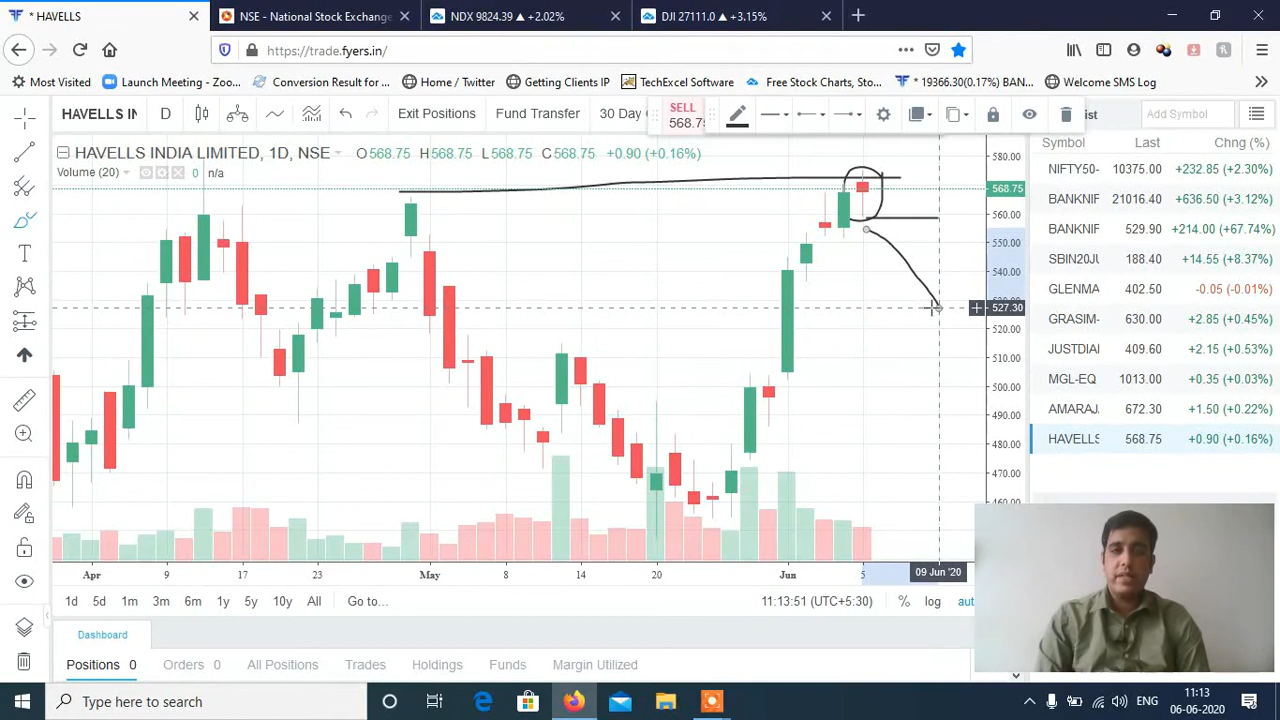 * HAVELLS
NSE - National Stock Exchange
NDX 9824.39 ▲ +2.02%
DJI 27111.0 ▲ +3.15%
https://trade.fyers.in/
Most Visited
Launch Meeting - Zoo...
Conversion Result for ...
Home / Twitter
Getting Clients IP
TechExcel Software
Free Stock Charts, Sto...
* 19366.30(0.17%) BAN...
Welcome SMS Log
HAVELLS IN
D
Exit Positions
Fund Transfer
30 Day
SELL
568.75
list
Add Symbol
HAVELLS INDIA LIMITED, 1D, NSE
O568.75 H568.75 L568.75 C568.75 +0.90 (+0.16%)
Volume (20) 0 n/a
Symbol Last Chng (%)
NIFTY50- 10375.00 +232.85 (+2.30%)
BANKNIF 21016.40 +636.50 (+3.12%)
BANKNIF 529.90 +214.00 (+67.74%)
SBIN20JU 188.40 +14.55 (+8.37%)
GLENMA 402.50 -0.05 (-0.01%)
GRASIM- 630.00 +2.85 (+0.45%)
JUSTDIAI 409.60 +2.15 (+0.53%)
MGL-EQ 1013.00 +0.35 (+0.03%)
AMARAJ 672.30 +1.50 (+0.22%)
HAVELLS 568.75 +0.90 (+0.16%)
580.00
568.75
560.00
550.00
540.00
530.00
527.30
520.00
510.00
500.00
490.00
480.00
470.00
460.00
Apr 9 17 23 May 8 14 20 Jun 5 09 Jun '20
1d 5d 1m 3m 6m 1y 5y 10y All Go to...
11:13:51 (UTC+5:30) % log auto
Dashboard
Positions 0 Orders 0 All Positions Trades Holdings Funds Margin Utilized
Type here to search
ENG
11:13
06-06-2020